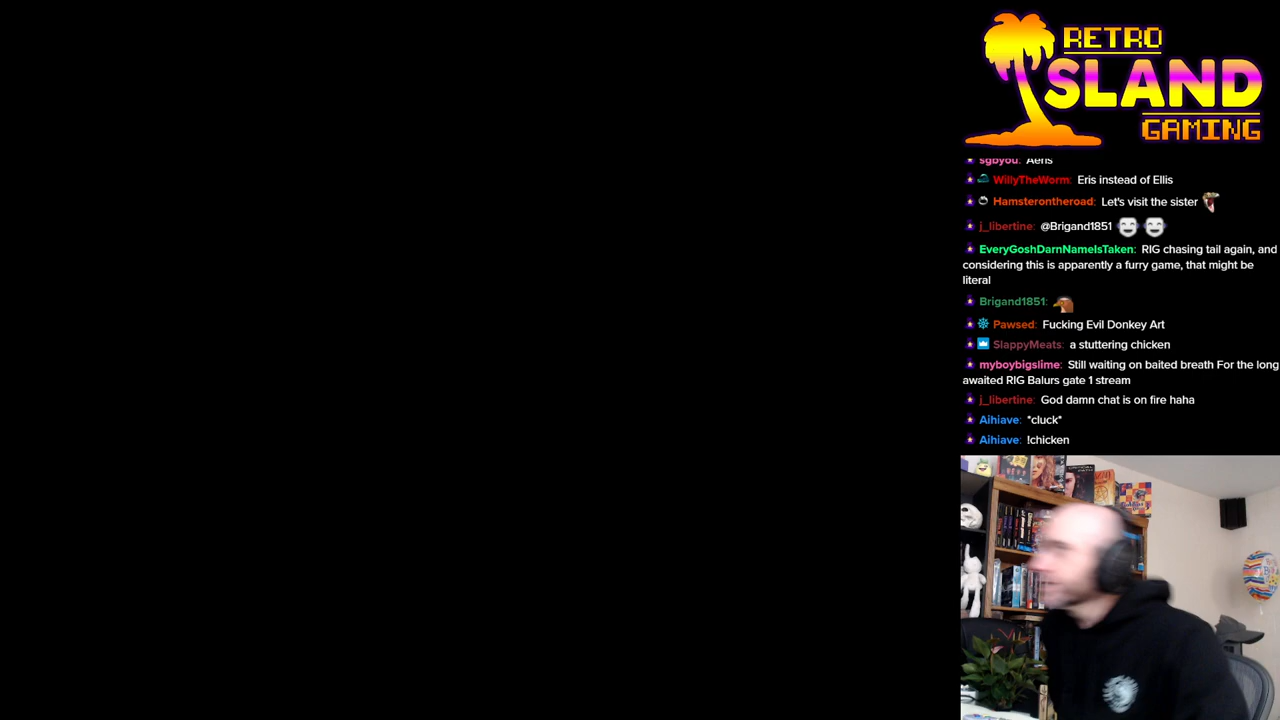 RETRO
ISLAND
GAMING
sgbyou: Aeris
WillyTheWorm: Eris instead of Ellis
Hamsterontheroad: Let's visit the sister
j_libertine: @Brigand1851
EveryGoshDarnNameIsTaken: RIG chasing tail again, and
considering this is apparently a furry game, that might be
literal
Brigand1851:
Pawsed: Fucking Evil Donkey Art
SlappyMeats: a stuttering chicken
myboybigslime: Still waiting on baited breath For the long
awaited RIG Balurs gate 1 stream
j_libertine: God damn chat is on fire haha
Aihiave: *cluck*
Aihiave: !chicken